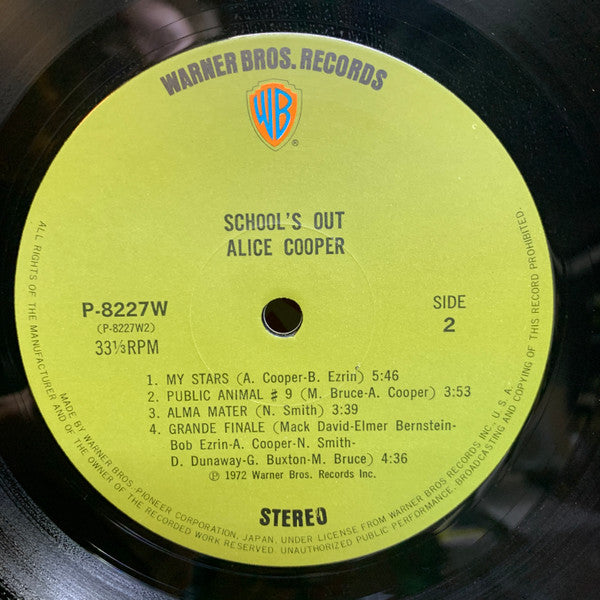 WARNER BROS. RECORDS
WB
®
SCHOOL'S OUT
ALICE COOPER
P-8227W
(P-8227W2)
33⅓RPM
SIDE
2
1. MY STARS (A. Cooper-B. Ezrin) 5:46
2. PUBLIC ANIMAL ♯ 9 (M. Bruce-A. Cooper) 3:53
3. ALMA MATER (N. Smith) 3:39
4. GRANDE FINALE (Mack David-Elmer Bernstein-
Bob Ezrin-A. Cooper-N. Smith-
D. Dunaway-G. Buxton-M. Bruce) 4:36
℗ 1972 Warner Bros. Records Inc.
STEREO
MADE BY WARNER BROS.-PIONEER CORPORATION, JAPAN, UNDER LICENSE FROM WARNER BROS. RECORDS INC., U. S. A.
ALL RIGHTS OF THE MANUFACTURER AND OF THE OWNER OF THE RECORDED WORK RESERVED. UNAUTHORIZED PUBLIC PERFORMANCE, BROADCASTING AND COPYING OF THIS RECORD PROHIBITED.